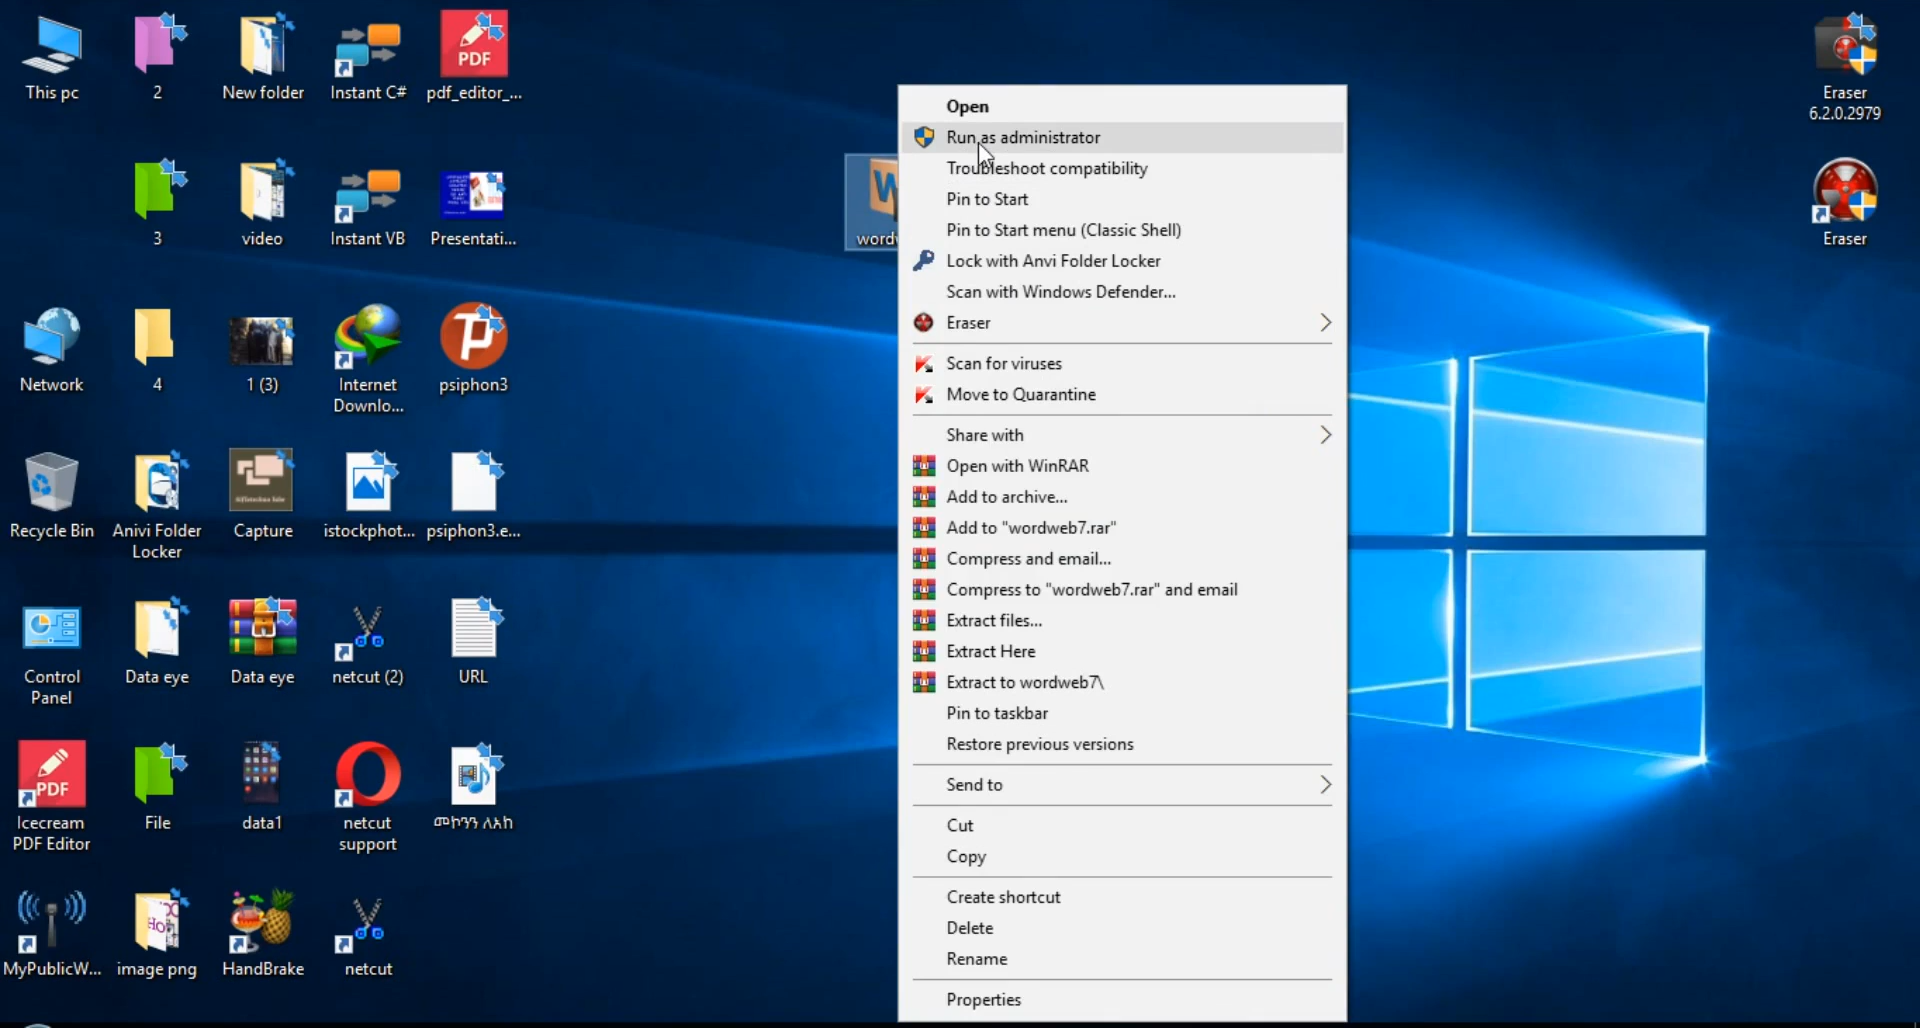 This pc
2
New folder
Instant C#
PDF
pdf_editor_...
3
video
Instant VB
Presentati...
Network
4
1 (3)
Internet
Downlo...
psiphon3
Recycle Bin
Anivi Folder
Locker
Capture
istockphot...
psiphon3.e...
Control
Panel
Data eye
Data eye
netcut (2)
URL
PDF
Icecream
PDF Editor
File
data1
netcut
support
መኮንን ለእከ
MyPublicW...
image png
HandBrake
netcut
W
wordw
Open
Run as administrator
Troubleshoot compatibility
Pin to Start
Pin to Start menu (Classic Shell)
Lock with Anvi Folder Locker
Scan with Windows Defender...
Eraser
Scan for viruses
Move to Quarantine
Share with
Open with WinRAR
Add to archive...
Add to "wordweb7.rar"
Compress and email...
Compress to "wordweb7.rar" and email
Extract files...
Extract Here
Extract to wordweb7\
Pin to taskbar
Restore previous versions
Send to
Cut
Copy
Create shortcut
Delete
Rename
Properties
Eraser
6.2.0.2979
Eraser